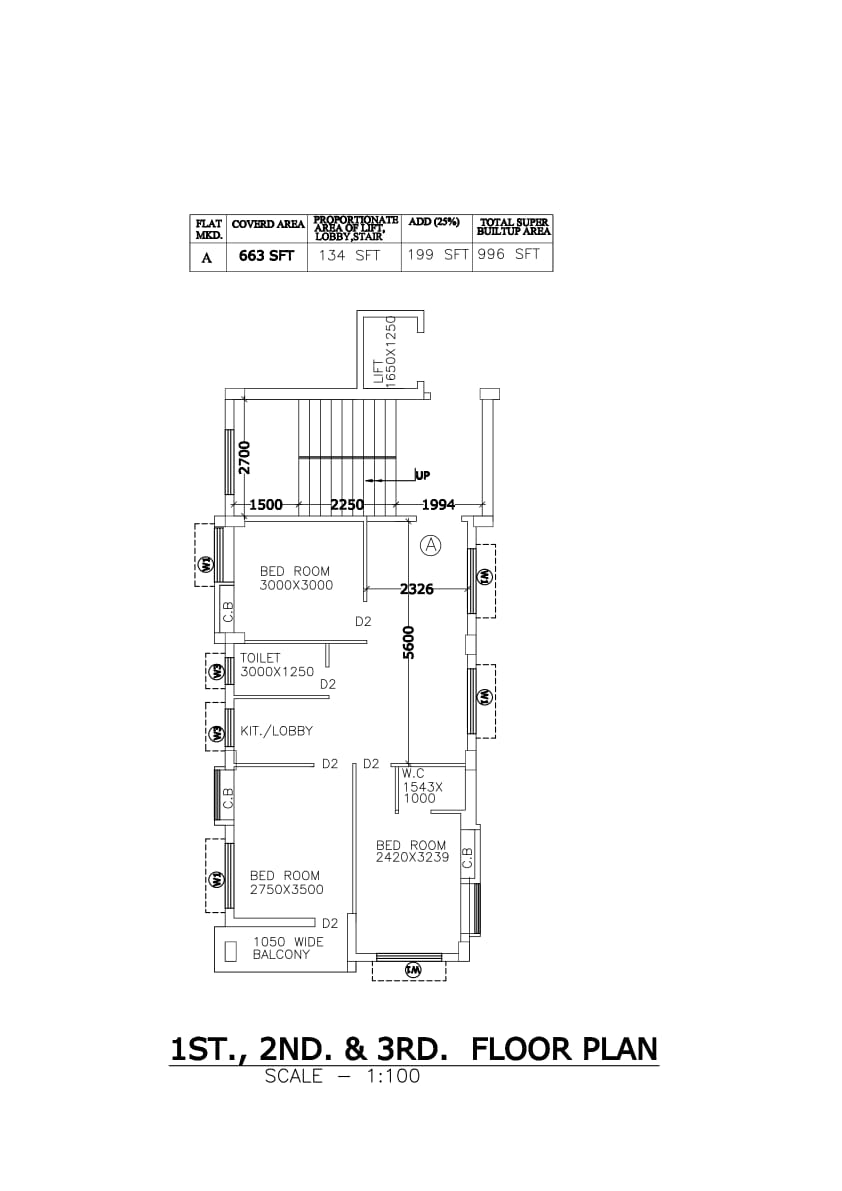 FLAT MKD.
COVERD AREA
PROPORTIONATE
AREA OF LIFT,
LOBBY,STAIR
ADD (25%)
TOTAL SUPER
BUILTUP AREA
A
663 SFT
134 SFT
199 SFT
996 SFT
LIFT
1650X1250
2700
UP
1500
2250
1994
A
W1
BED ROOM
3000X3000
W1
2326
C.B
D2
5600
TOILET
3000X1250
W3
D2
W1
W3
KIT./LOBBY
D2
D2
W.C
1543X
1000
C.B
BED ROOM
2420X3239
C.B
W1
BED ROOM
2750X3500
D2
1050 WIDE
BALCONY
W1
1ST., 2ND. & 3RD. FLOOR PLAN
SCALE – 1:100